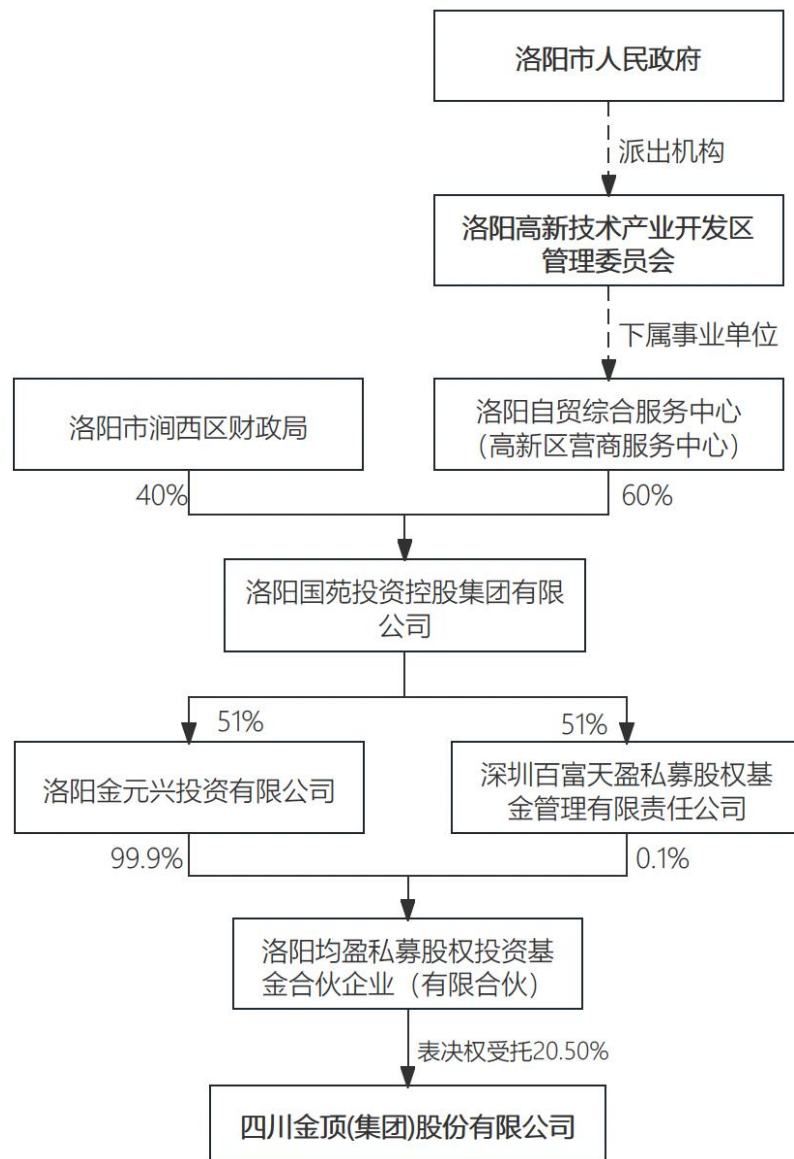 洛阳市人民政府
派出机构
洛阳高新技术产业开发区
管理委员会
下属事业单位
洛阳市涧西区财政局
洛阳自贸综合服务中心
（高新区营商服务中心）
40%
60%
洛阳国苑投资控股集团有限
公司
51%
51%
洛阳金元兴投资有限公司
深圳百富天盈私募股权基
金管理有限责任公司
99.9%
0.1%
洛阳均盈私募股权投资基
金合伙企业（有限合伙）
表决权受托20.50%
四川金顶(集团)股份有限公司